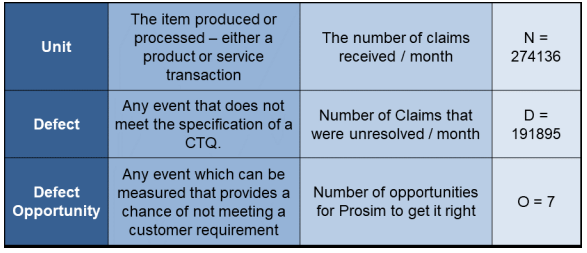 Unit
The item produced or
processed – either a
product or service
transaction
The number of claims
received / month
N =
274136
Defect
Any event that does not
meet the specification of a
CTQ.
Number of Claims that
were unresolved / month
D =
191895
Defect
Opportunity
Any event which can be
measured that provides a
chance of not meeting a
customer requirement
Number of opportunities
for Prosim to get it right
O = 7